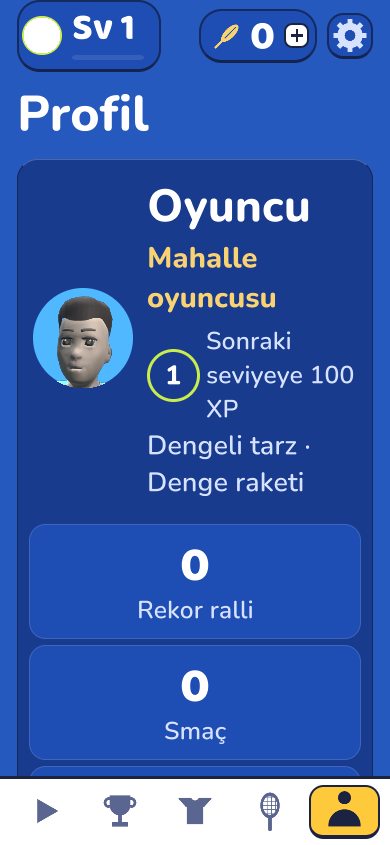 Sv 1
0
Profil
Oyuncu
Mahalle
oyuncusu
1
Sonraki
seviyeye 100
XP
Dengeli tarz ·
Denge raketi
0
Rekor ralli
0
Smaç